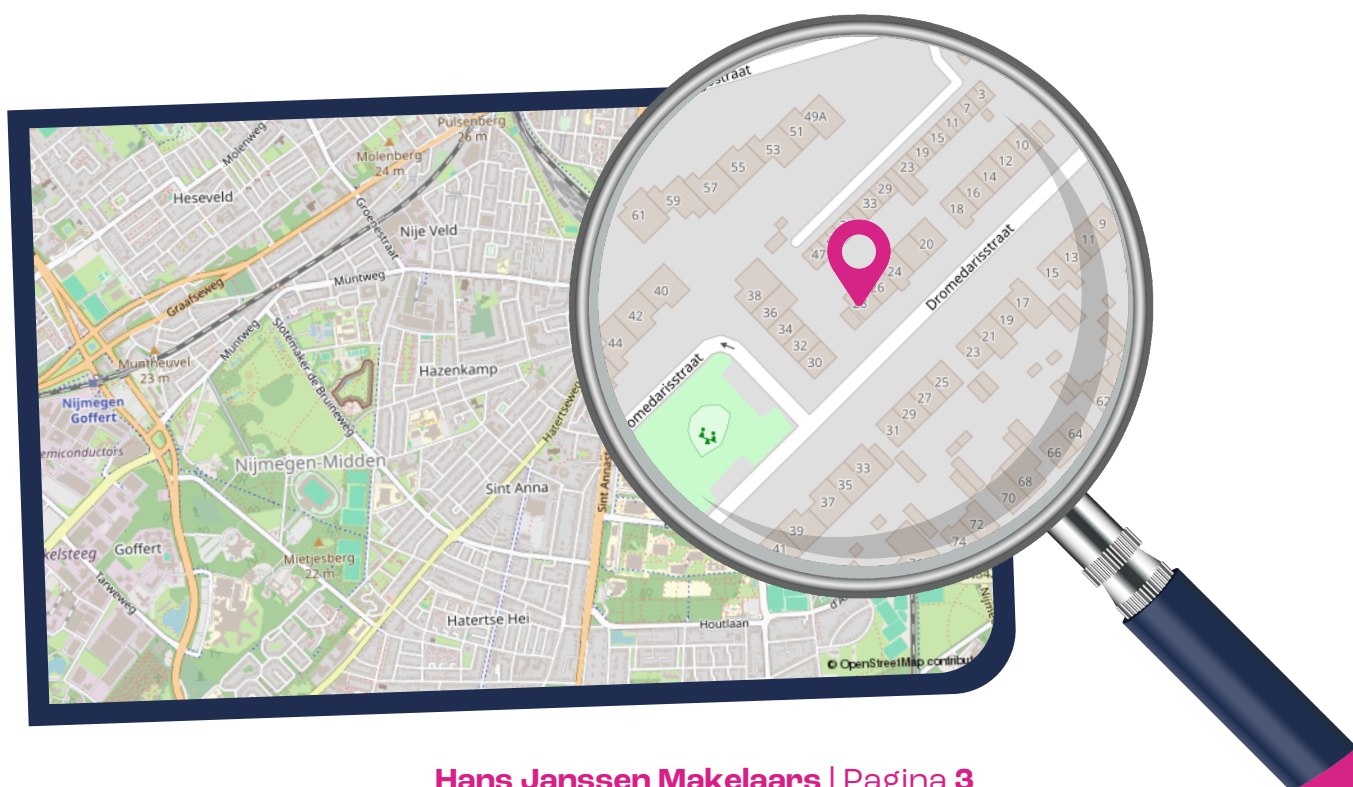 Pulsenberg
26 m
Molenweg
Molenberg
24 m
Heseveld
Groenestraat
Nije Veld
Muntweg
Graafseweg
Muntweg
Slotemaker de Bruïneweg
Muntheuvel
23 m
Hazenkamp
Nijmegen
Goffert
Hatertseweg
emiconductors
Nijmegen-Midden
Sint Anna
Sint Annast
kelsteeg
Goffert
Mietjesberg
22 m
Tarweweg
Hatertse Hei
Houtlaan
d'A
Nijme
© OpenStreetMap contribut
sstraat
49A
51
53
55
57
59
61
3
7
11
15
19
23
29
33
47
10
12
14
16
18
20
24
26
28
Dromedarisstraat
9
11
13
15
17
19
21
23
25
27
29
31
33
35
37
39
41
38
36
34
32
30
40
42
44
omedarisstraat
62
64
66
68
70
72
74
Hans Janssen Makelaars | Pagina 3